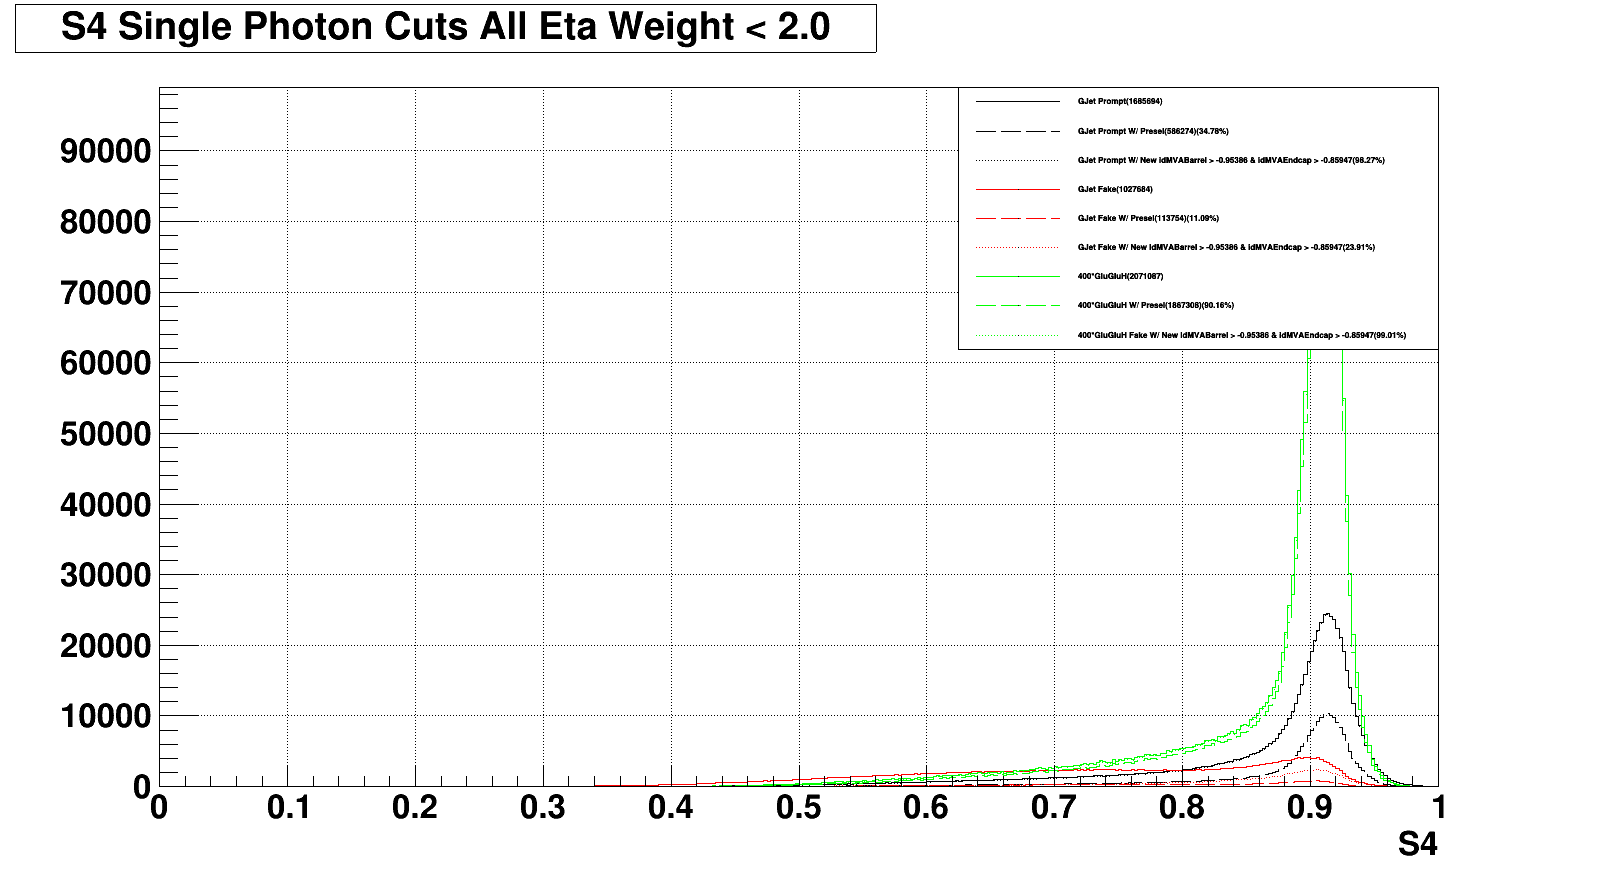 S4 Single Photon Cuts All Eta Weight < 2.0
GJet Prompt(1685694)
GJet Prompt W/ Presel(586274)(34.78%)
GJet Prompt W/ New idMVABarrel > -0.95386 & idMVAEndcap > -0.85947(98.27%)
GJet Fake(1027684)
GJet Fake W/ Presel(113754)(11.09%)
GJet Fake W/ New idMVABarrel > -0.95386 & idMVAEndcap > -0.85947(23.91%)
400*GluGluH(2071087)
400*GluGluH W/ Presel(1867308)(90.16%)
400*GluGluH Fake W/ New idMVABarrel > -0.95386 & idMVAEndcap > -0.85947(99.01%)
90000
80000
70000
60000
50000
40000
30000
20000
10000
0
0 0.1 0.2 0.3 0.4 0.5 0.6 0.7 0.8 0.9 1
S4